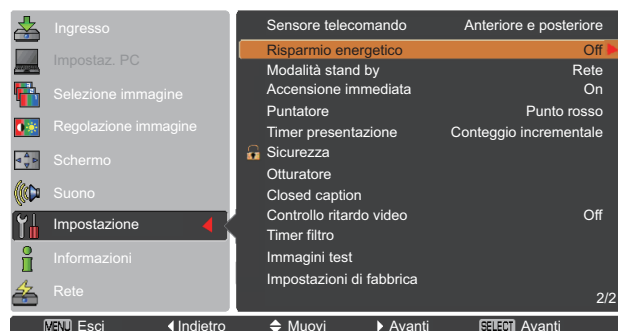 Ingresso
Impostaz. PC
Selezione immagine
Regolazione immagine
Schermo
Suono
Impostazione
Informazioni
Rete
Sensore telecomando Anteriore e posteriore
Risparmio energetico Off
Modalità stand by Rete
Accensione immediata On
Puntatore Punto rosso
Timer presentazione Conteggio incrementale
Sicurezza
Otturatore
Closed caption
Controllo ritardo video Off
Timer filtro
Immagini test
Impostazioni di fabbrica
2/2
MENU Esci Indietro Muovi Avanti SELECT Avanti